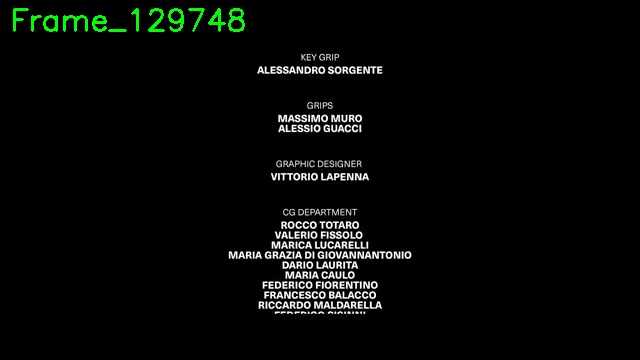 Frame_129748
KEY GRIP
ALESSANDRO SORGENTE
GRIPS
MASSIMO MURO
ALESSIO GUACCI
GRAPHIC DESIGNER
VITTORIO LAPENNA
CG DEPARTMENT
ROCCO TOTARO
VALERIO FISSOLO
MARICA LUCARELLI
MARIA GRAZIA DI GIOVANNANTONIO
DARIO LAURITA
MARIA CAULO
FEDERICO FIORENTINO
FRANCESCO BALACCO
RICCARDO MALDARELLA
FEDERICO